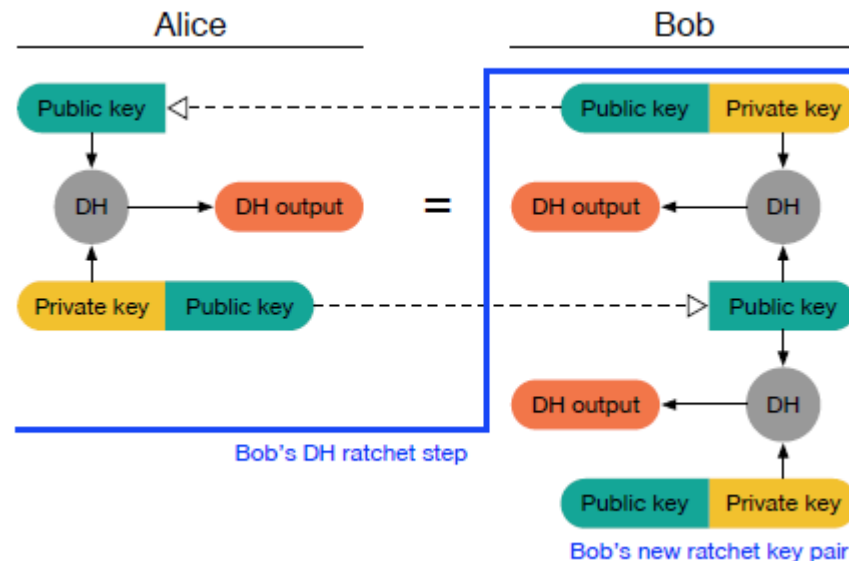 Alice
Bob
Public key
Public key Private key
DH
DH output
=
DH output
DH
Private key Public key
Public key
DH output
DH
Bob's DH ratchet step
Public key Private key
Bob's new ratchet key pair